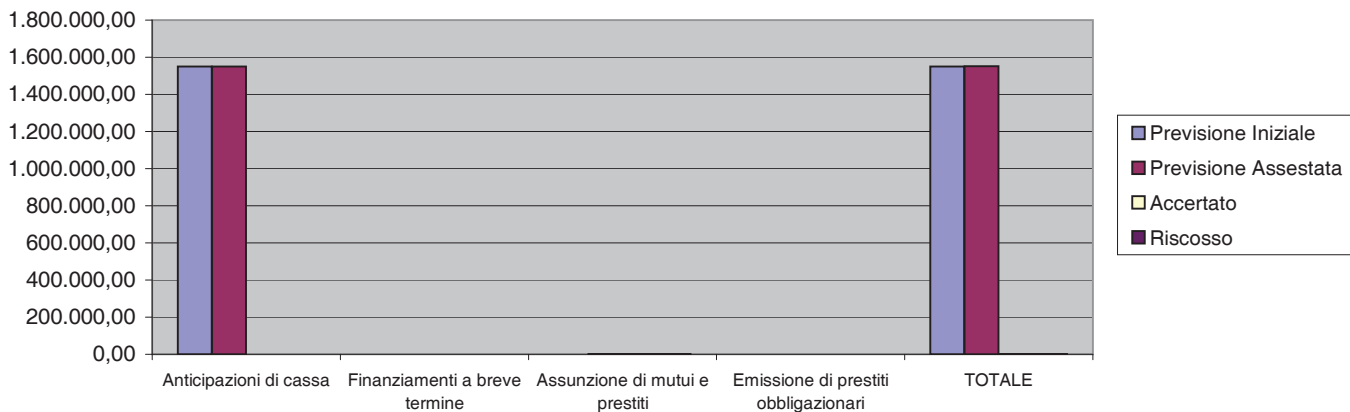 1.800.000,00
1.600.000,00
1.400.000,00
1.200.000,00
1.000.000,00
800.000,00
600.000,00
400.000,00
200.000,00
0,00
Anticipazioni di cassa
Finanziamenti a breve
termine
Assunzione di mutui e
prestiti
Emissione di prestiti
obbligazionari
TOTALE
Previsione Iniziale
Previsione Assestata
Accertato
Riscosso